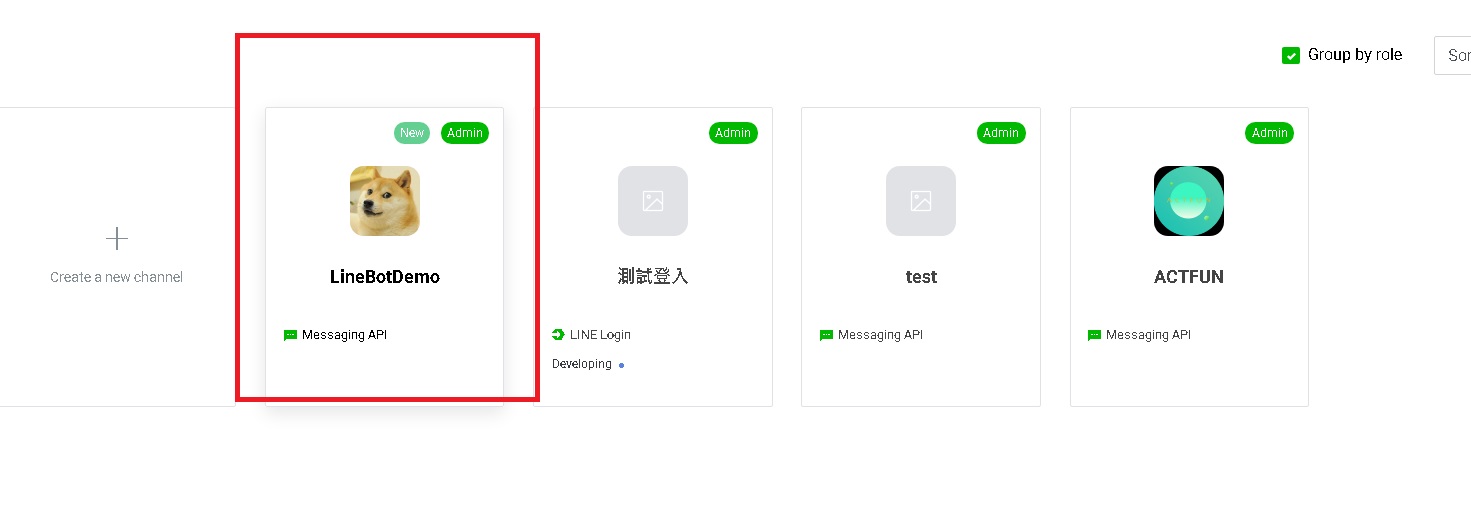 Group by role
New Admin
Admin
Admin
Admin
Create a new channel
LineBotDemo
測試登入
test
ACTFUN
Messaging API
LINE Login
Messaging API
Messaging API
Developing